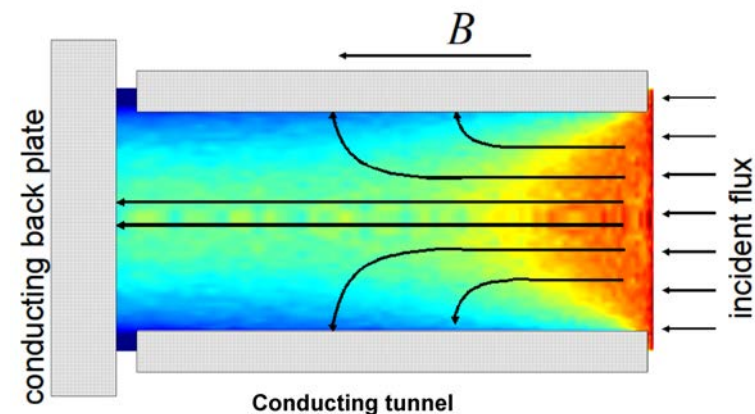 B
conducting back plate
incident flux
Conducting tunnel